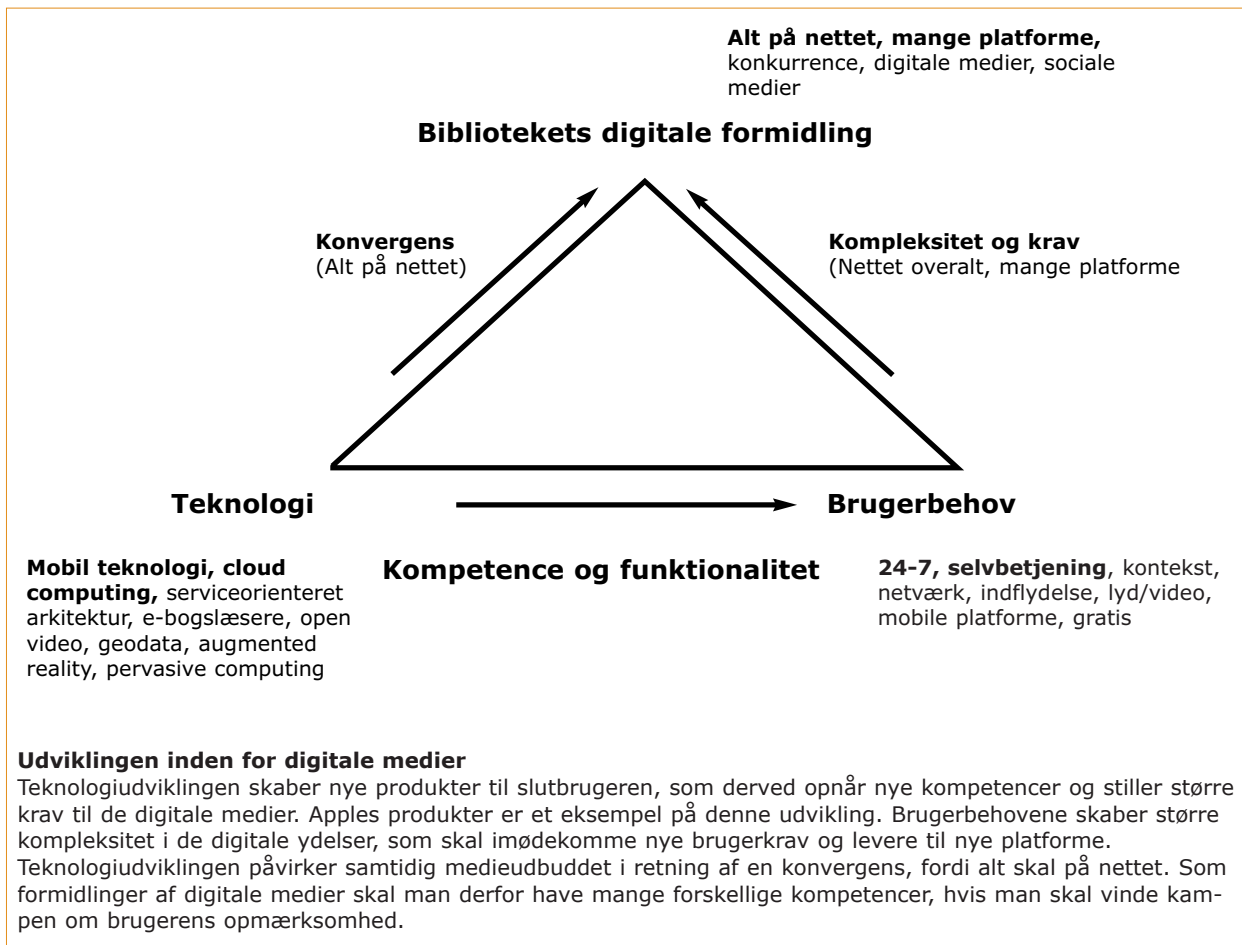 Alt på nettet, mange platforme,
konkurrence, digitale medier, sociale
medier
Bibliotekets digitale formidling
Konvergens
(Alt på nettet)
Kompleksitet og krav
(Nettet overalt, mange platforme
Teknologi
Brugerbehov
Mobil teknologi, cloud
computing, serviceorienteret
arkitektur, e-bogslæsere, open
video, geodata, augmented
reality, pervasive computing
Kompetence og funktionalitet
24-7, selvbetjening, kontekst,
netværk, indflydelse, lyd/video,
mobile platforme, gratis
Udviklingen inden for digitale medier
Teknologiudviklingen skaber nye produkter til slutbrugeren, som derved opnår nye kompetencer og stiller større
krav til de digitale medier. Apples produkter er et eksempel på denne udvikling. Brugerbehovene skaber større
kompleksitet i de digitale ydelser, som skal imødekomme nye brugerkrav og levere til nye platforme.
Teknologiudviklingen påvirker samtidig medieudbuddet i retning af en konvergens, fordi alt skal på nettet. Som
formidlinger af digitale medier skal man derfor have mange forskellige kompetencer, hvis man skal vinde kam-
pen om brugerens opmærksomhed.